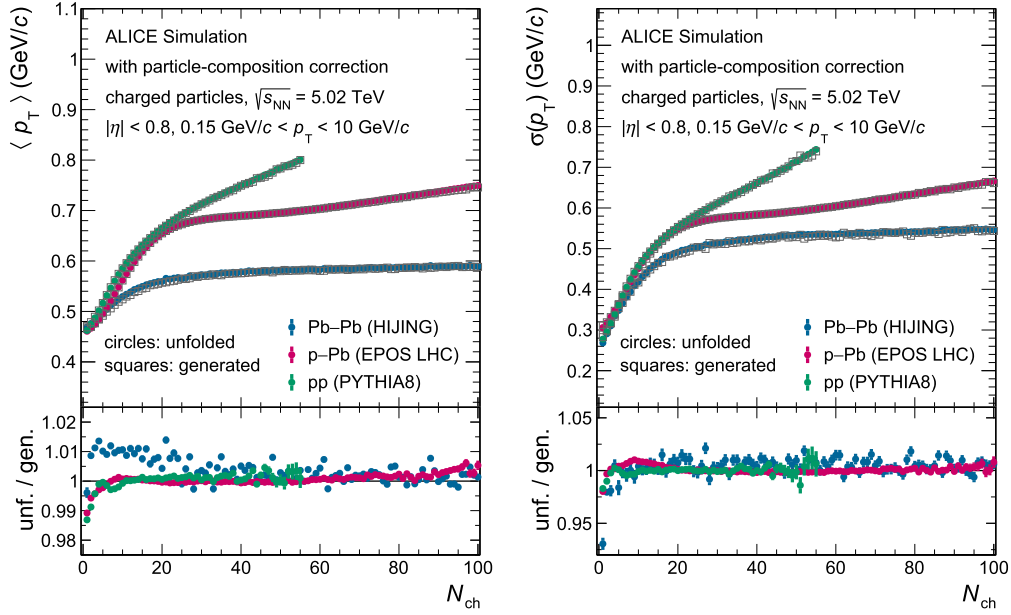 ⟨ p_T ⟩ (GeV/c)
1.1
1
0.9
0.8
0.7
0.6
0.5
0.4
ALICE Simulation
with particle-composition correction
charged particles, √s_NN = 5.02 TeV
|η| < 0.8, 0.15 GeV/c < p_T < 10 GeV/c
circles: unfolded
squares: generated
Pb–Pb (HIJING)
p–Pb (EPOS LHC)
pp (PYTHIA8)
unf. / gen.
1.02
1.01
1
0.99
0.98
0 20 40 60 80 100
N_ch
σ(p_T) (GeV/c)
1
0.9
0.8
0.7
0.6
0.5
0.4
0.3
0.2
ALICE Simulation
with particle-composition correction
charged particles, √s_NN = 5.02 TeV
|η| < 0.8, 0.15 GeV/c < p_T < 10 GeV/c
circles: unfolded
squares: generated
Pb–Pb (HIJING)
p–Pb (EPOS LHC)
pp (PYTHIA8)
unf. / gen.
1.05
1
0.95
0 20 40 60 80 100
N_ch